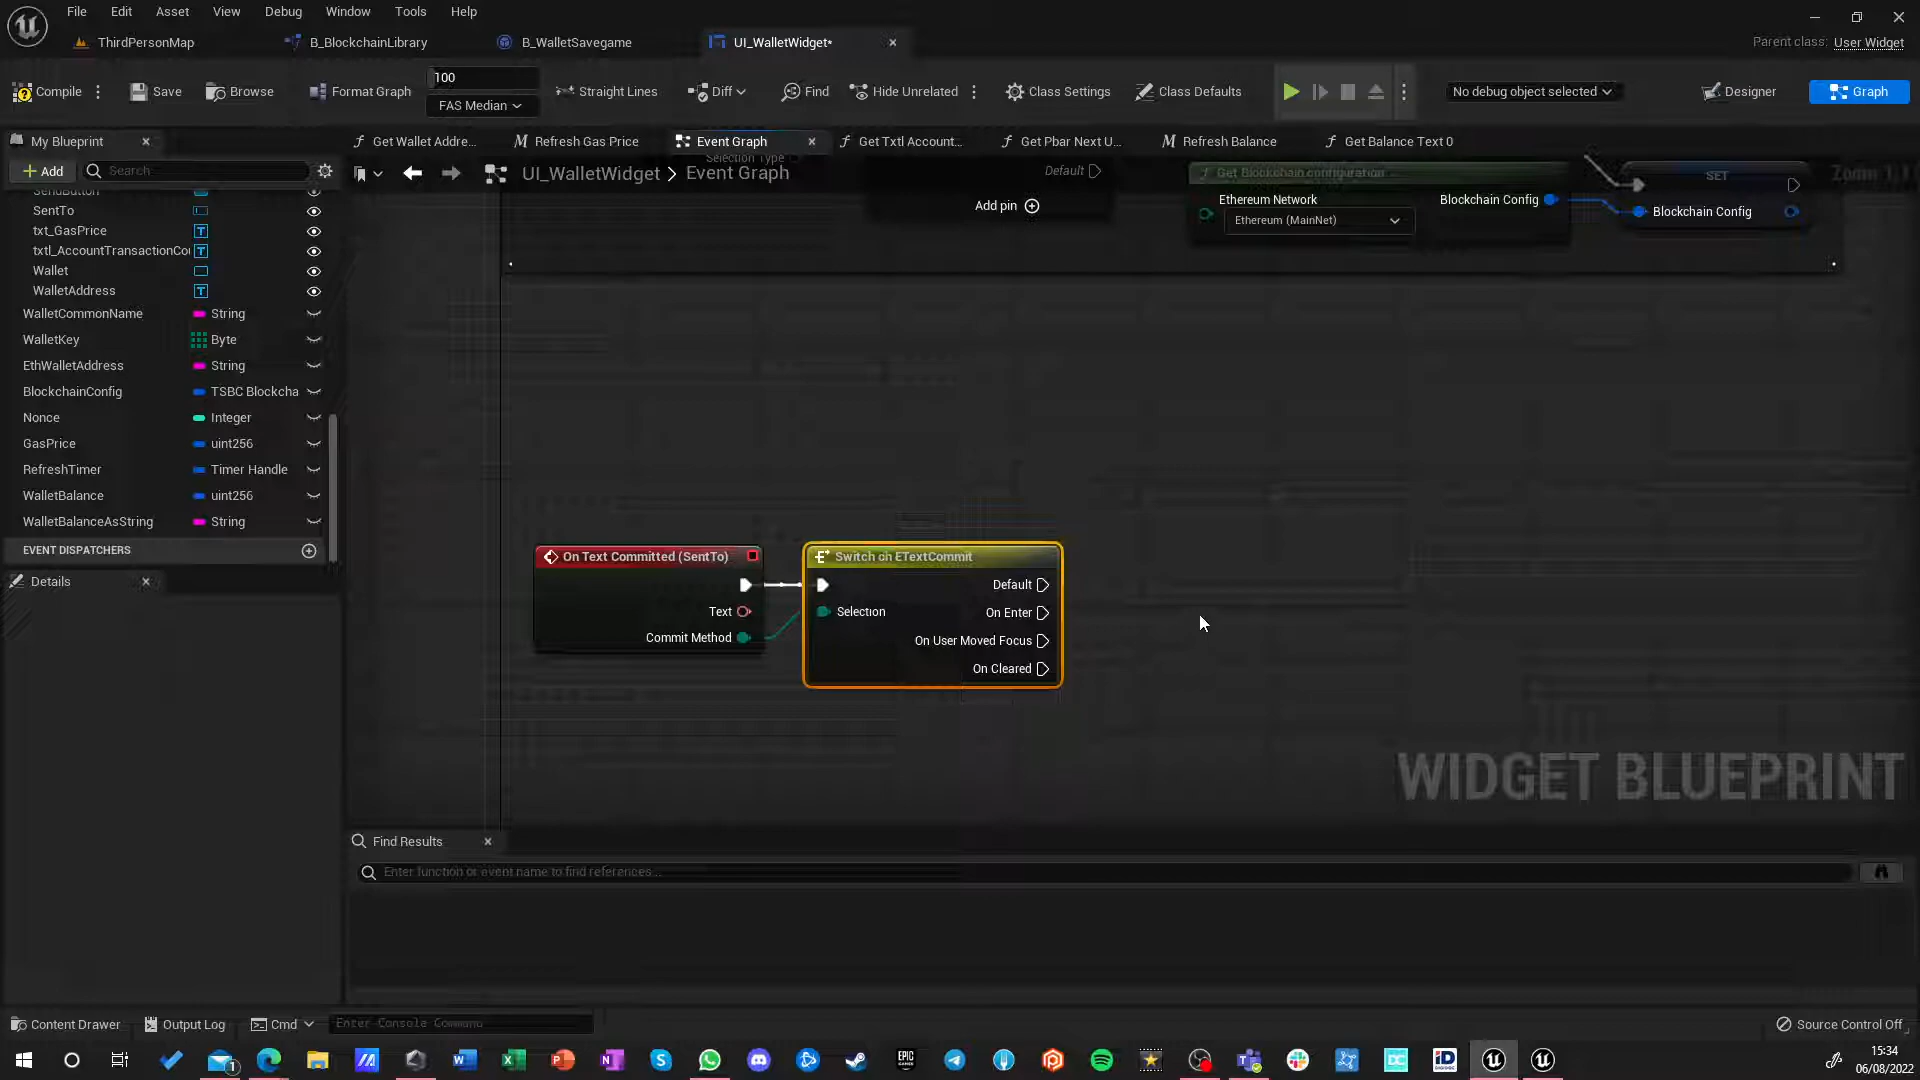 File Edit Asset View Debug Window Tools Help
ThirdPersonMap B_BlockchainLibrary B_WalletSavegame UI_WalletWidget* Parent class: User Widget
Compile Save Browse Format Graph 100 Straight Lines Diff Find Hide Unrelated Class Settings Class Defaults No debug object selected Designer Graph
FAS Median
My Blueprint Get Wallet Addre... Refresh Gas Price Event Graph Get Txtl Account... Get Pbar Next U... Refresh Balance Get Balance Text 0
Add Search
UI_WalletWidget > Event Graph
Selection Type
Default
Add pin
Get Blockchain configuration
Ethereum Network
Ethereum (MainNet)
Blockchain Config
SET
Blockchain Config
SendButton
SentTo
txt_GasPrice
txtl_AccountTransactionCou
Wallet
WalletAddress
WalletCommonName String
WalletKey Byte
EthWalletAddress String
BlockchainConfig TSBC Blockcha
Nonce Integer
GasPrice uint256
RefreshTimer Timer Handle
WalletBalance uint256
WalletBalanceAsString String
EVENT DISPATCHERS
Details
On Text Committed (SentTo)
Text
Commit Method
Switch on ETextCommit
Default
Selection
On Enter
On User Moved Focus
On Cleared
WIDGET BLUEPRINT
Find Results
Enter function or event name to find references...
Content Drawer Output Log Cmd Enter Console Command Source Control Off
1
15:34
06/08/2022